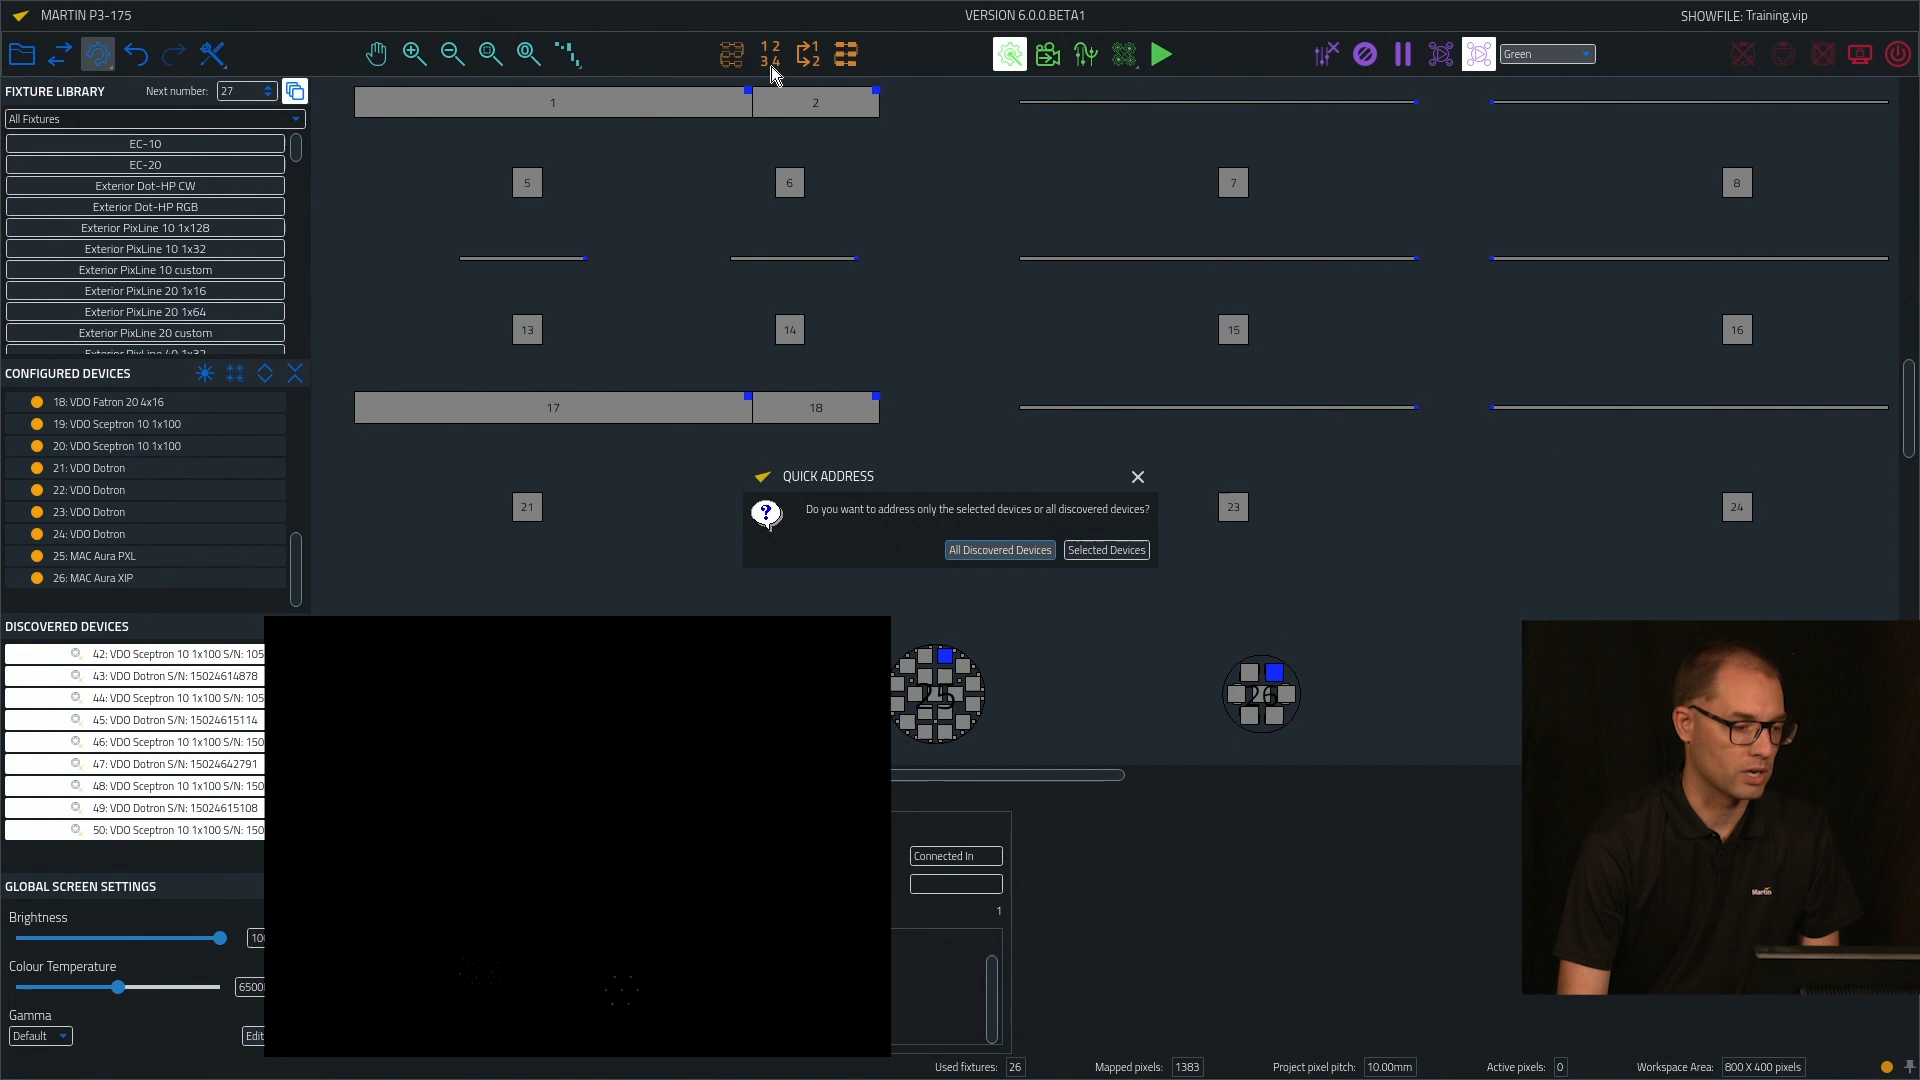 MARTIN P3-175
VERSION 6.0.0.BETA1
SHOWFILE: Training.vip
1 2
3 4
1
2
Green
FIXTURE LIBRARY
Next number:
27
All Fixtures
EC-10
EC-20
Exterior Dot-HP CW
Exterior Dot-HP RGB
Exterior PixLine 10 1x128
Exterior PixLine 10 1x32
Exterior PixLine 10 custom
Exterior PixLine 20 1x16
Exterior PixLine 20 1x64
Exterior PixLine 20 custom
Exterior PixLine 40 1x32
CONFIGURED DEVICES
18: VDO Fatron 20 4x16
19: VDO Sceptron 10 1x100
20: VDO Sceptron 10 1x100
21: VDO Dotron
22: VDO Dotron
23: VDO Dotron
24: VDO Dotron
25: MAC Aura PXL
26: MAC Aura XIP
DISCOVERED DEVICES
42: VDO Sceptron 10 1x100 S/N: 105
43: VDO Dotron S/N: 15024614878
44: VDO Sceptron 10 1x100 S/N: 105
45: VDO Dotron S/N: 15024615114
46: VDO Sceptron 10 1x100 S/N: 150
47: VDO Dotron S/N: 15024642791
48: VDO Sceptron 10 1x100 S/N: 150
49: VDO Dotron S/N: 15024615108
50: VDO Sceptron 10 1x100 S/N: 150
GLOBAL SCREEN SETTINGS
Brightness
10
Colour Temperature
6500
Gamma
Default
Edit
1
2
5
6
7
8
13
14
15
16
17
18
21
23
24
QUICK ADDRESS
Do you want to address only the selected devices or all discovered devices?
All Discovered Devices
Selected Devices
25
26
Connected In
1
Martin
Used fixtures: 26
Mapped pixels: 1383
Project pixel pitch: 10.00mm
Active pixels: 0
Workspace Area: 800 X 400 pixels